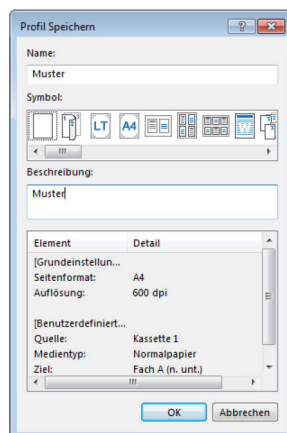 Profil Speichern
Name:
Muster
Symbol:
LT A4 W
Beschreibung:
Muster
Element Detail
[Grundeinstellun...
Seitenformat: A4
Auflösung: 600 dpi
[Benutzerdefiniert...
Quelle: Kassette 1
Medientyp: Normalpapier
Ziel: Fach A (n. unt.)
OK Abbrechen